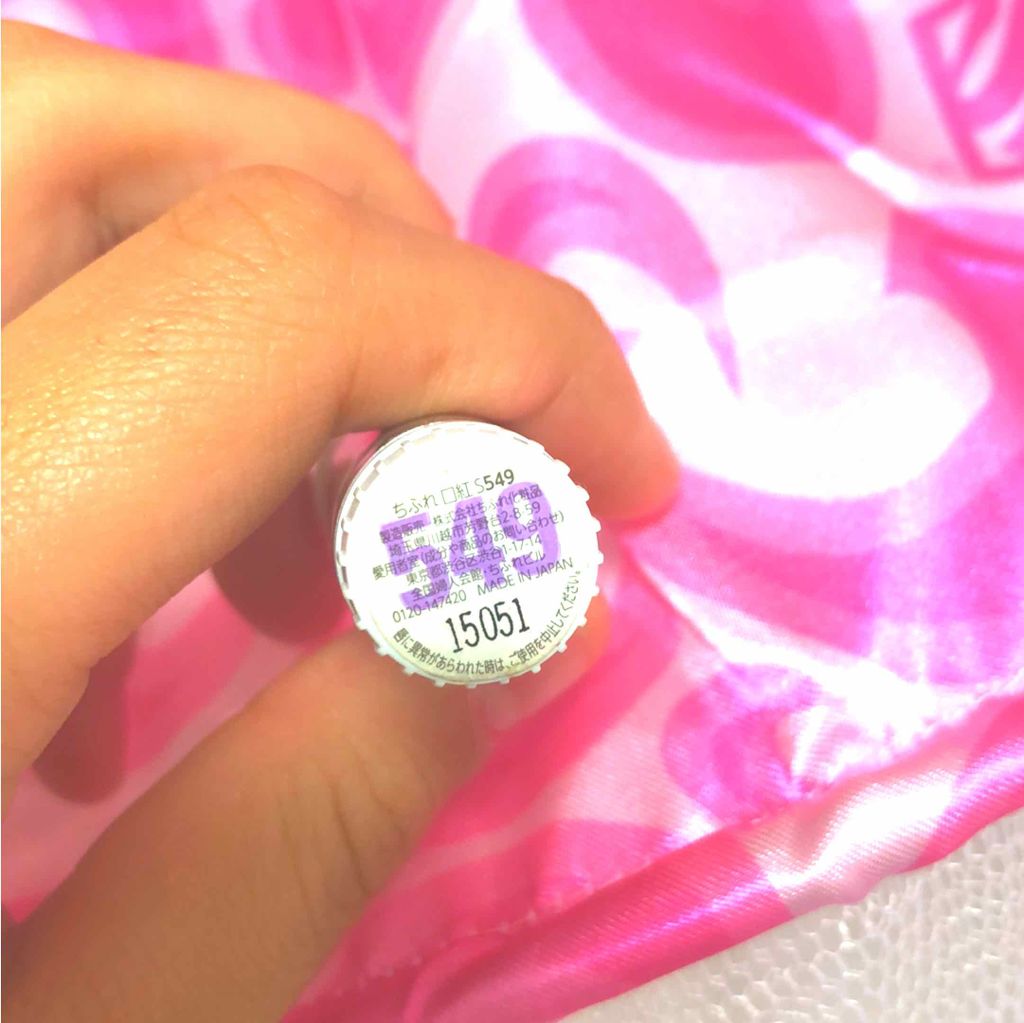 ちふれ 口紅 S549
549
製造販売 株式会社ちふれ化粧品
埼玉県川越市芳野台2-8-59
愛用者室(成分や商品のお問い合わせ)
東京都渋谷区渋谷1-17-14
全国婦人会館・ちふれビル
0120-147420 MADE IN JAPAN
15051
唇に異常があらわれた時は、ご使用を中止してください。